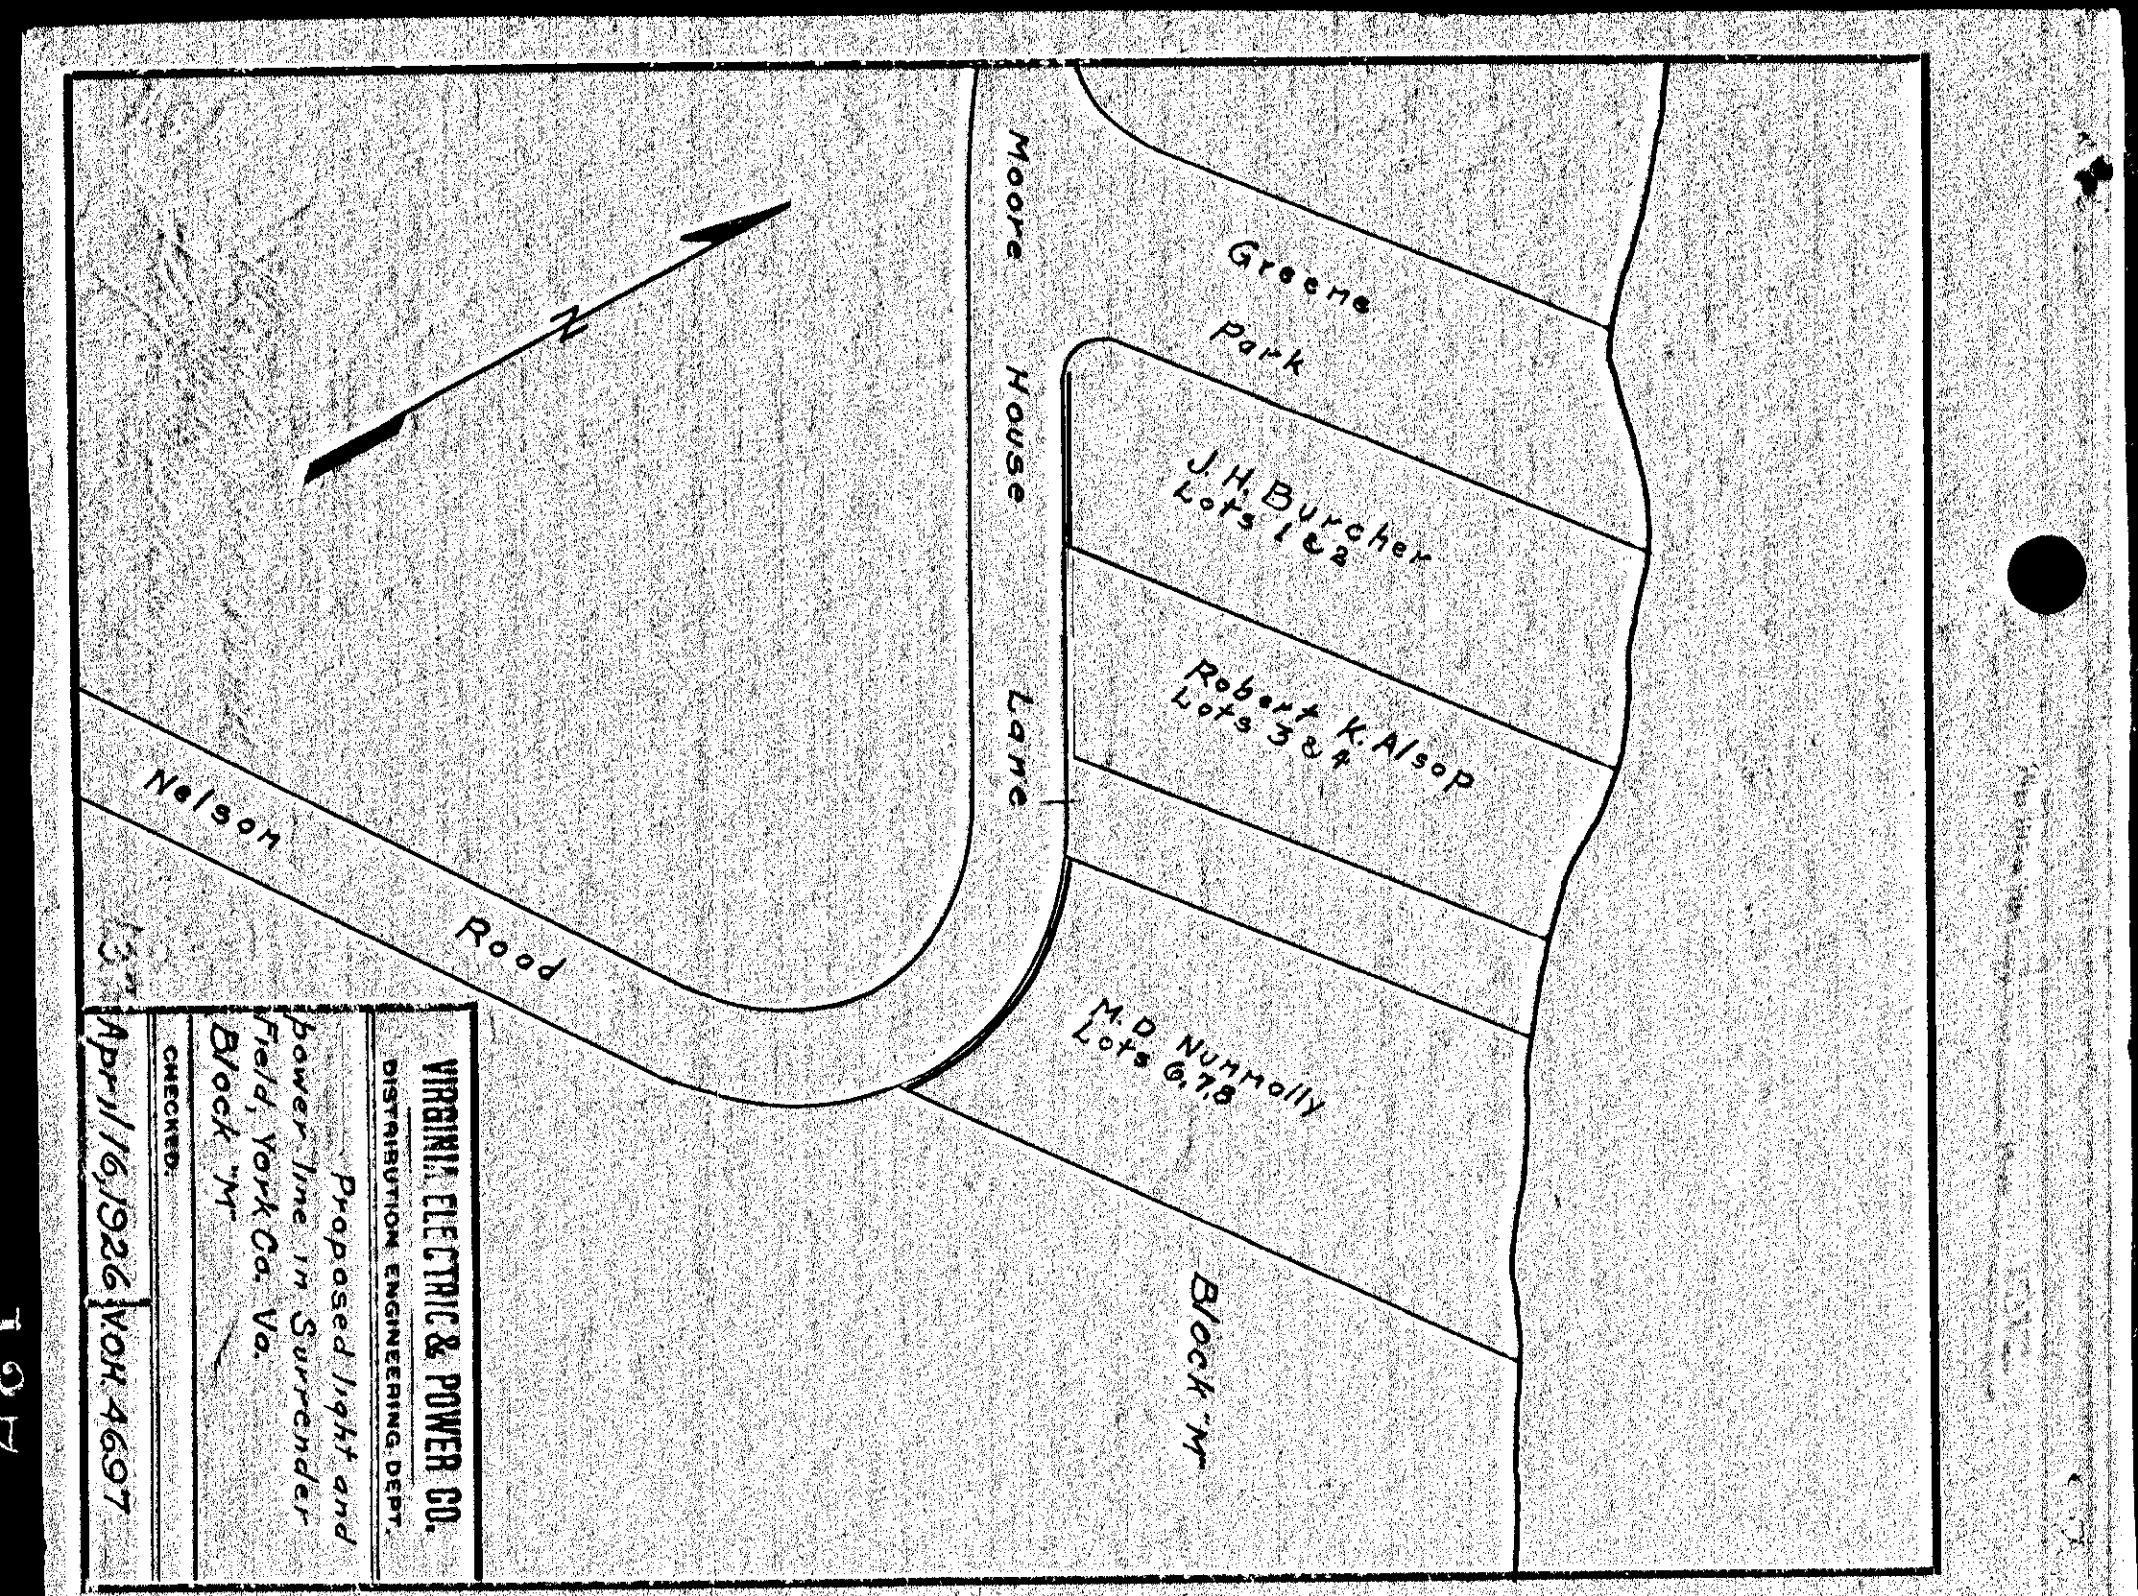 Moore House Lane
Greene
Park
J. H. Burcher
Lots 1 & 2
Robert K. Alsop
Lots 3 & 4
M. D. Nunnally
Lots 6,7,8
Block "M"
Nelson Road
VIRGINIA ELECTRIC & POWER CO.
DISTRIBUTION ENGINEERING DEPT.
Proposed light and
power line in Surrender
Field, York Co. Va.
Block "M"
CHECKED:
April 16, 1926 VOH. 4697